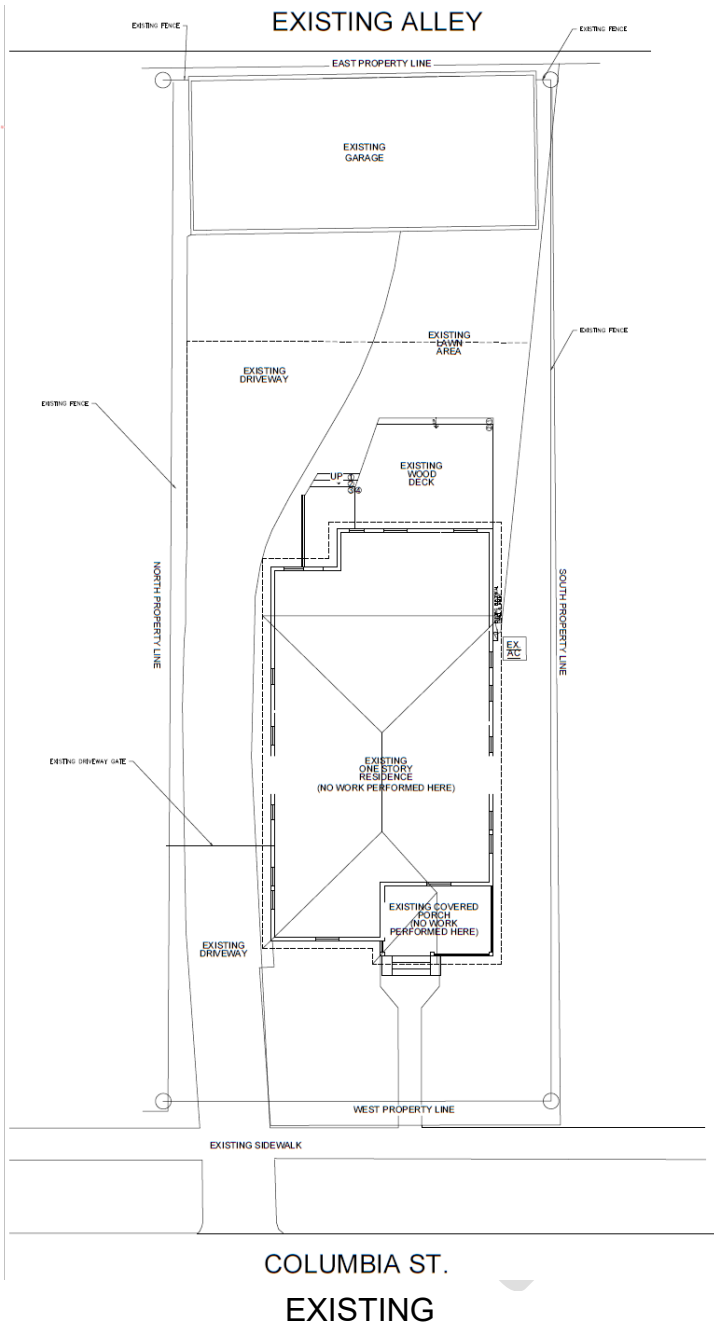 EXISTING ALLEY
EXISTING FENCE
EXISTING FENCE
EAST PROPERTY LINE
EXISTING
GARAGE
EXISTING FENCE
EXISTING
LAWN
AREA
EXISTING
DRIVEWAY
EXISTING FENCE
EXISTING
WOOD
DECK
UP
NORTH PROPERTY LINE
SOUTH PROPERTY LINE
EX.
AC
EXISTING DRIVEWAY GATE
EXISTING
ONE STORY
RESIDENCE
(NO WORK PERFORMED HERE)
EXISTING COVERED
PORCH
(NO WORK
PERFORMED HERE)
EXISTING
DRIVEWAY
WEST PROPERTY LINE
EXISTING SIDEWALK
COLUMBIA ST.
EXISTING